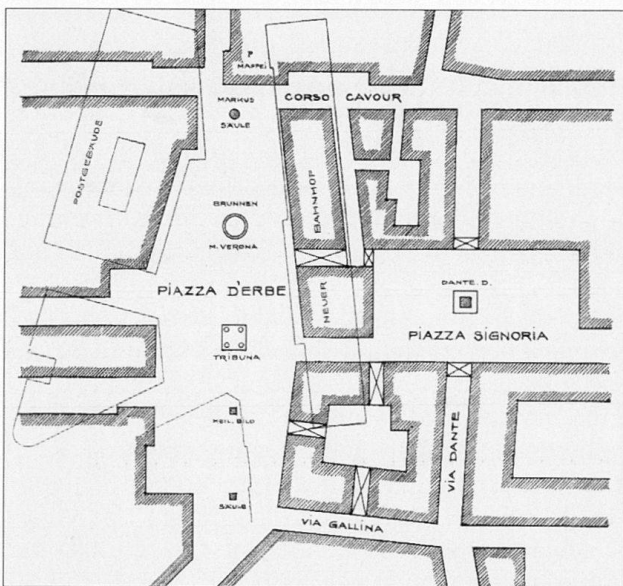 P. MAFFEI
MARKUS
SÄULE
CORSO CAVOUR
POSTGEBÄUDE
BAHNHOF
BRUNNEN
M. VERONA
PIAZZA D'ERBE
NEUER
DANTE. D.
PIAZZA SIGNORIA
TRIBUNA
HEIL. BILD
SÄULE
VIA DANTE
VIA GALLINA